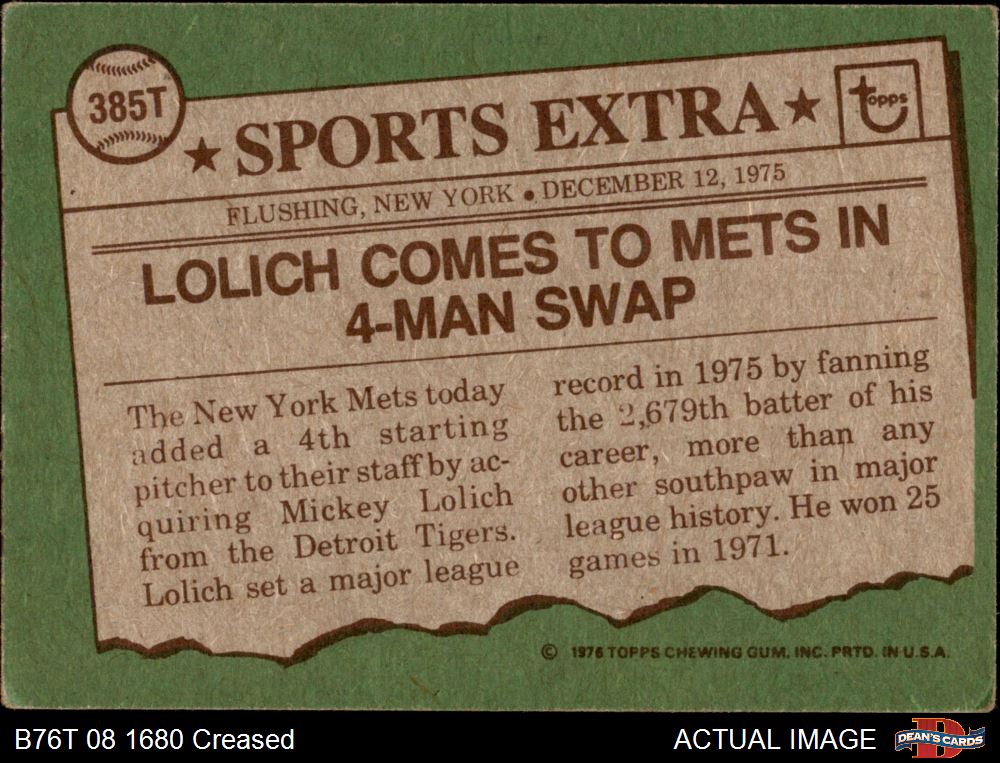 385T
★ SPORTS EXTRA ★
Topps
FLUSHING, NEW YORK • DECEMBER 12, 1975
LOLICH COMES TO METS IN
4-MAN SWAP
The New York Mets today
added a 4th starting
pitcher to their staff by ac-
quiring Mickey Lolich
from the Detroit Tigers.
Lolich set a major league
record in 1975 by fanning
the 2,679th batter of his
career, more than any
other southpaw in major
league history. He won 25
games in 1971.
© 1976 TOPPS CHEWING GUM, INC. PRTD. IN U.S.A.
B76T 08 1680 Creased
ACTUAL IMAGE
D
DEAN'S CARDS